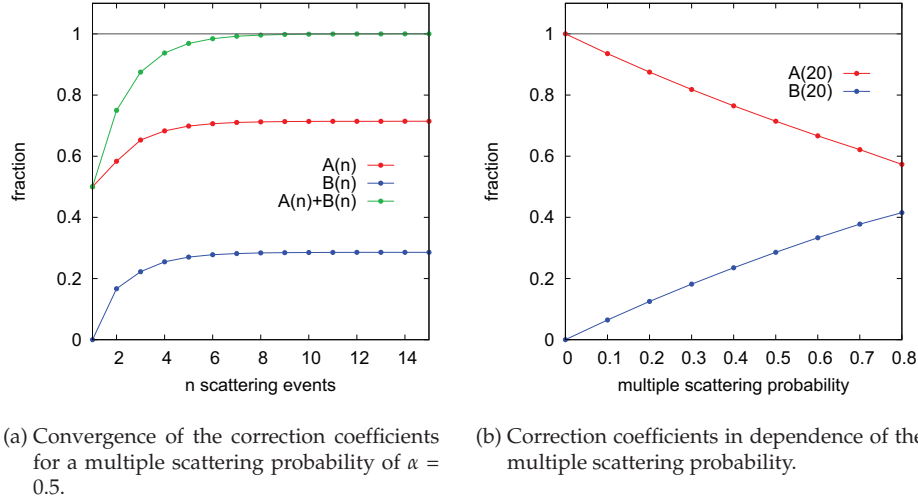 1
0.8
0.6
0.4
0.2
0
fraction
A(n)
B(n)
A(n)+B(n)
2 4 6 8 10 12 14
n scattering events
1
0.8
0.6
0.4
0.2
0
fraction
A(20)
B(20)
0 0.1 0.2 0.3 0.4 0.5 0.6 0.7 0.8
multiple scattering probability
(a) Convergence of the correction coefficients
for a multiple scattering probability of α =
0.5.
(b) Correction coefficients in dependence of the
multiple scattering probability.